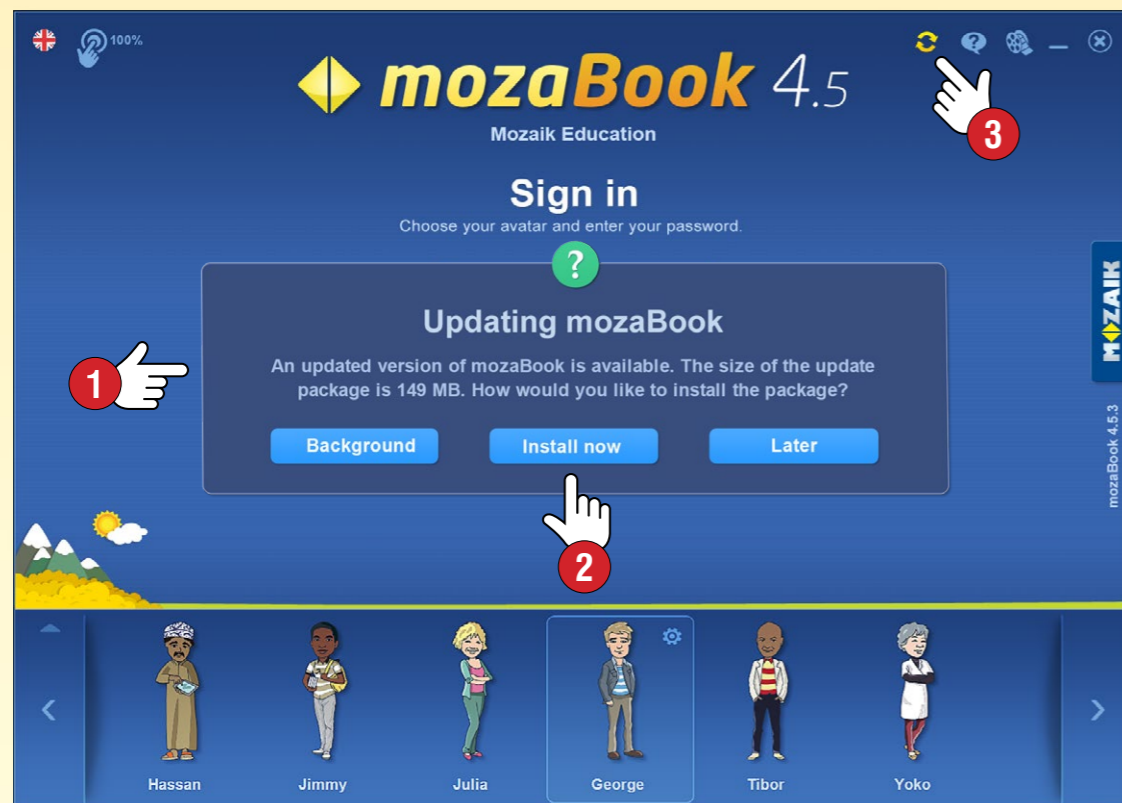 100%
mozaBook 4.5
Mozaik Education
Sign in
Choose your avatar and enter your password.
?
Updating mozaBook
An updated version of mozaBook is available. The size of the update
package is 149 MB. How would you like to install the package?
Background
Install now
Later
1
2
3
MOZAIK
mozaBook 4.5.3
Hassan
Jimmy
Julia
George
Tibor
Yoko